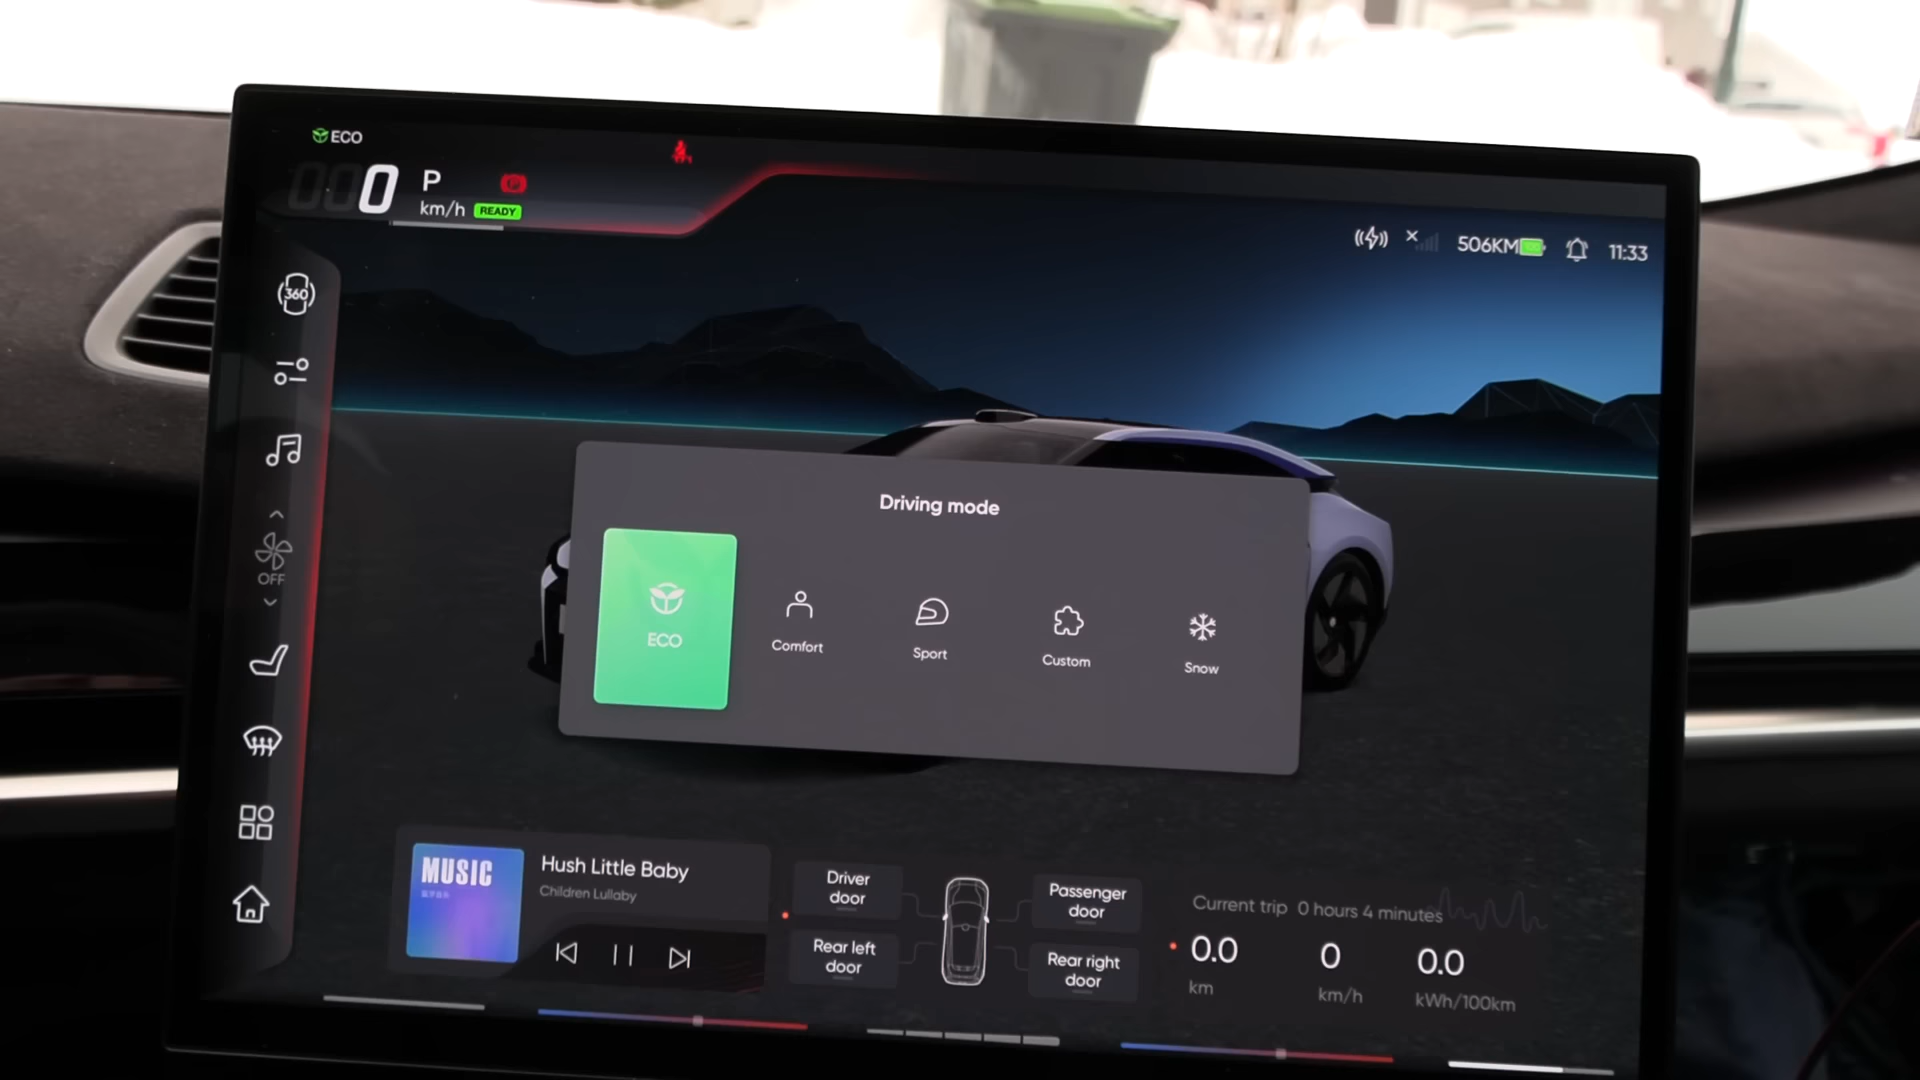 ECO
0
P
km/h READY
506KM
11:33
360
OFF
Driving mode
ECO
Comfort
Sport
Custom
Snow
MUSIC
Hush Little Baby
Children Lullaby
Driver
door
Rear left
door
Passenger
door
Rear right
door
Current trip 0 hours 4 minutes
0.0
km
0
km/h
0.0
kWh/100km